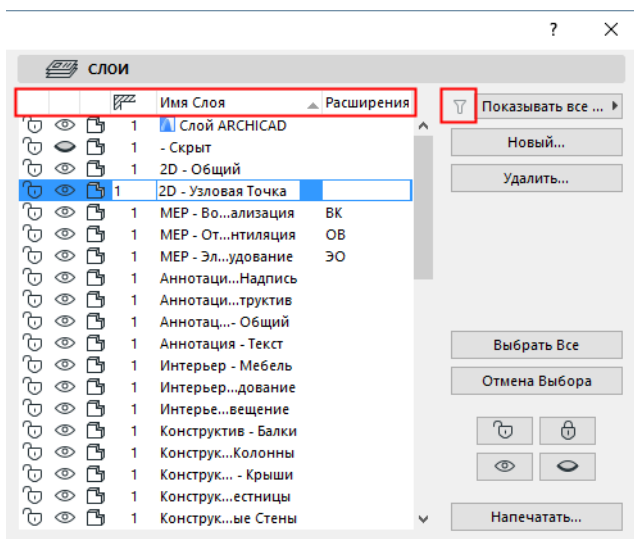 ?
СЛОИ
Имя Слоя Расширения
Показывать все ...
1 Слой ARCHICAD
1 - Скрыт
Новый...
1 2D - Общий
Удалить...
1 2D - Узловая Точка
1 МЕР - Во...ализация ВК
1 МЕР - От...нтиляция ОВ
1 МЕР - Эл...удование ЭО
1 Аннотаци...Надпись
1 Аннотаци...труктив
1 Аннотац...- Общий
1 Аннотация - Текст
Выбрать Все
1 Интерьер - Мебель
1 Интерьер...дование
Отмена Выбора
1 Интерье...вещение
1 Конструктив - Балки
1 Конструк...Колонны
1 Конструк... - Крыши
1 Конструк...естницы
1 Конструк...ые Стены
Напечатать...